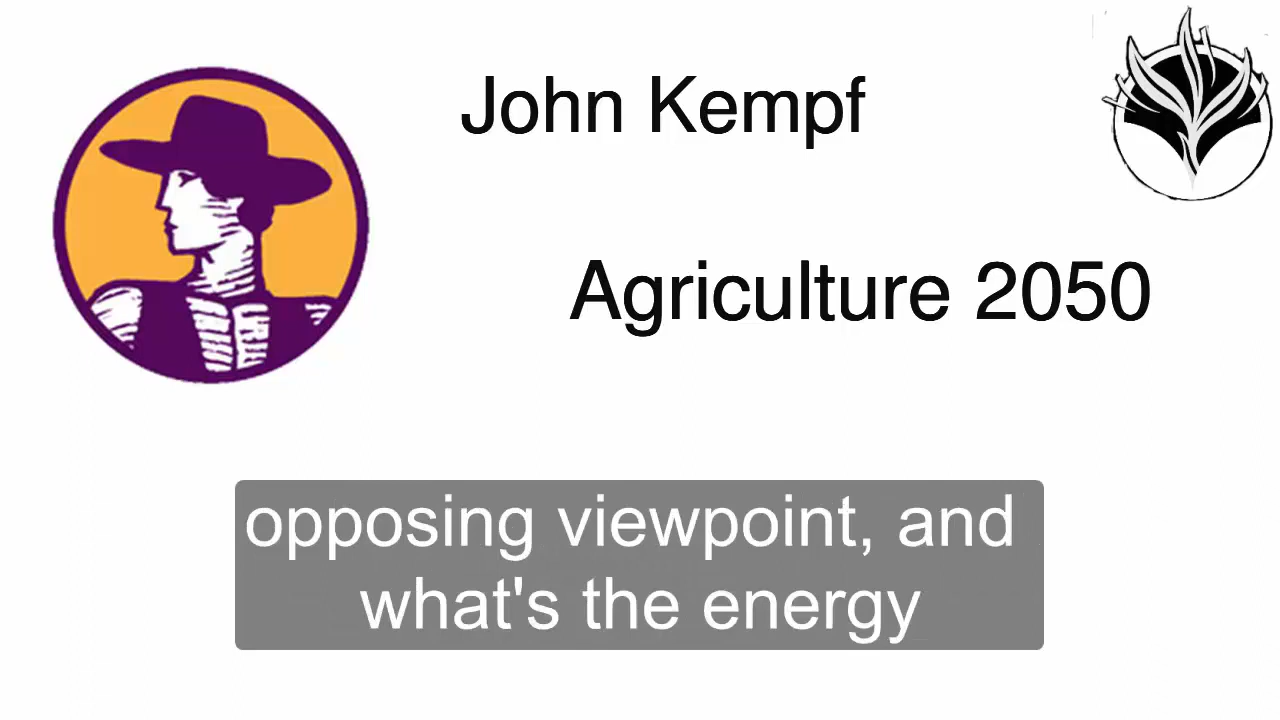 John Kempf
Agriculture 2050
opposing viewpoint, and
what's the energy